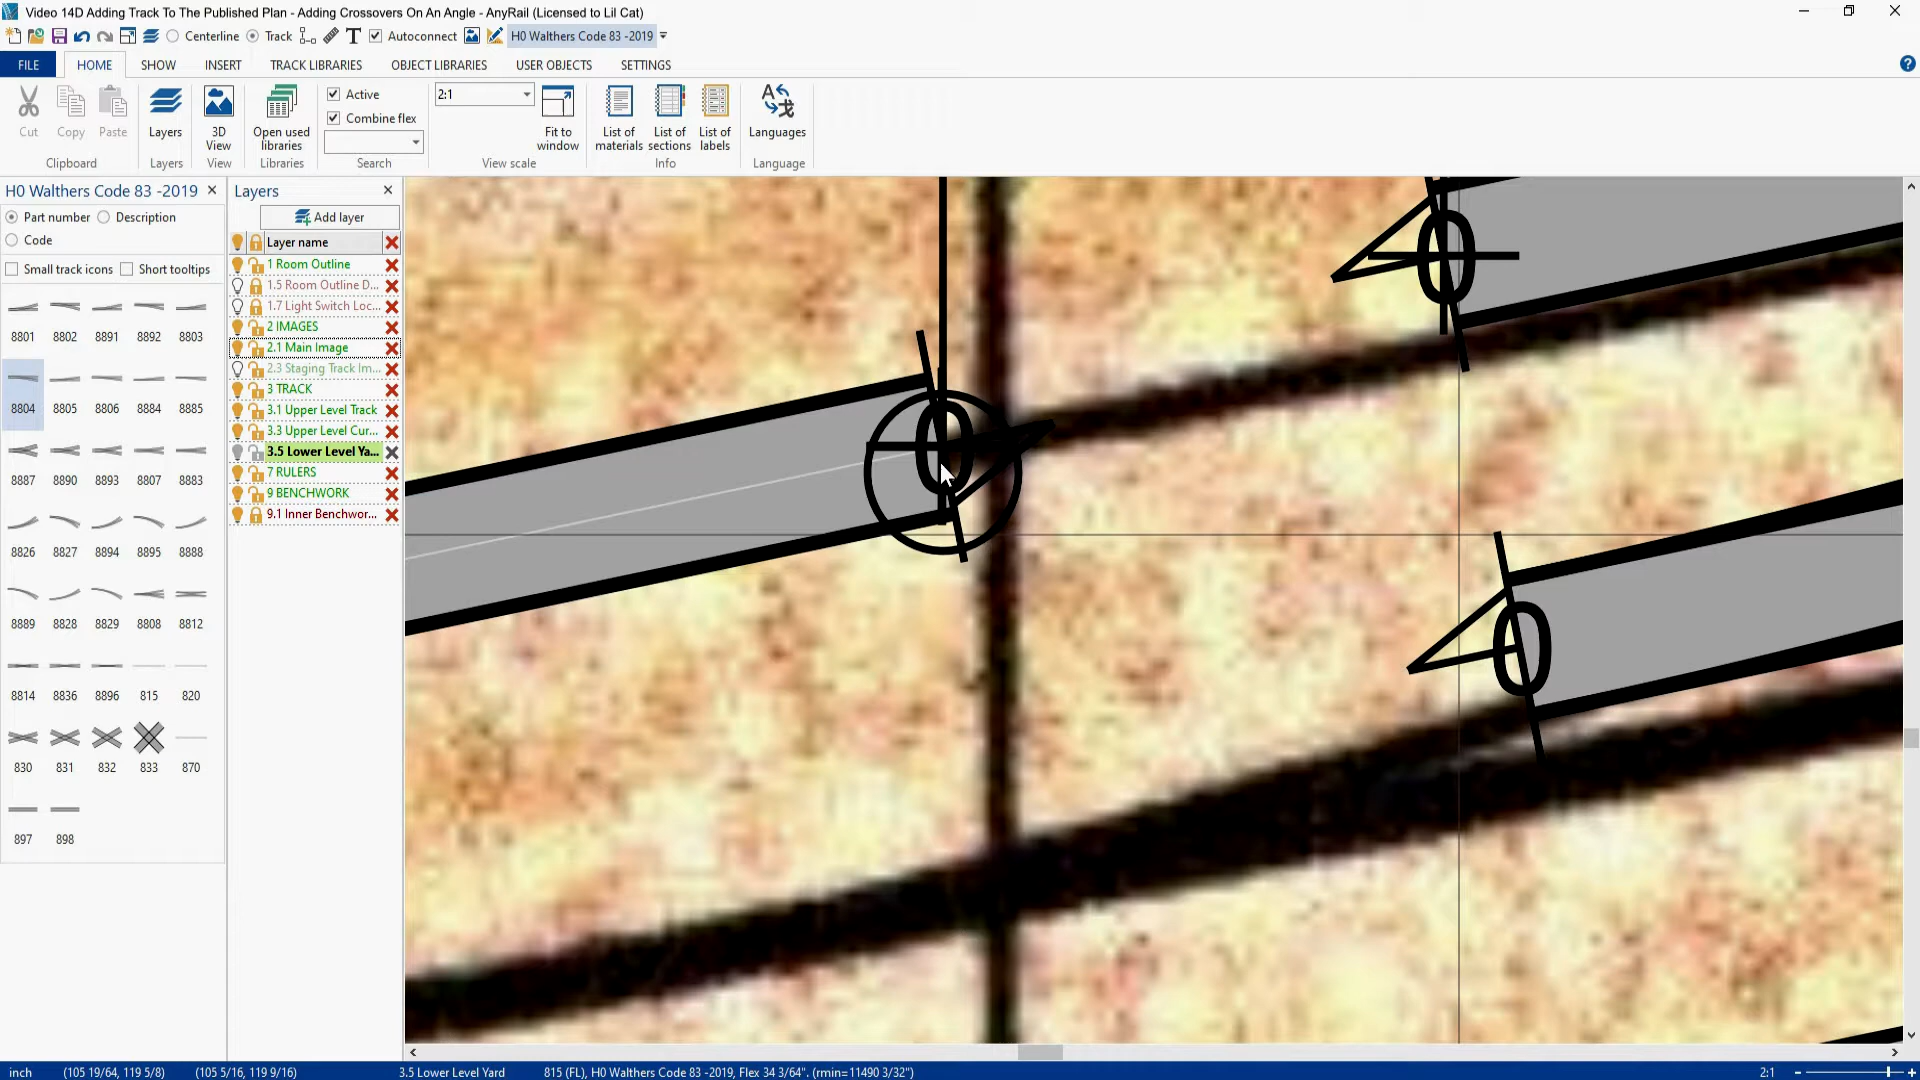 Video 14D Adding Track To The Published Plan - Adding Crossovers On An Angle - AnyRail (Licensed to Lil Cat)
Centerline Track T Autoconnect H0 Walthers Code 83 -2019
FILE HOME SHOW INSERT TRACK LIBRARIES OBJECT LIBRARIES USER OBJECTS SETTINGS
Cut Copy Paste
Clipboard
Layers
Layers
3D View
View
Open used libraries
Libraries
Active
Combine flex
Search
2:1
Fit to window
View scale
List of materials
List of sections
List of labels
Info
Languages
Language
H0 Walthers Code 83 -2019
Part number Description
Code
Small track icons Short tooltips
8801 8802 8891 8892 8803
8804 8805 8806 8884 8885
8887 8890 8893 8807 8883
8826 8827 8894 8895 8888
8889 8828 8829 8808 8812
8814 8836 8896 815 820
830 831 832 833 870
897 898
Layers
Add layer
Layer name
1 Room Outline
1.5 Room Outline D...
1.7 Light Switch Loc...
2 IMAGES
2.1 Main Image
2.3 Staging Track Im...
3 TRACK
3.1 Upper Level Track
3.3 Upper Level Cur...
3.5 Lower Level Ya...
7 RULERS
9 BENCHWORK
9.1 Inner Benchwor...
0
0
0
inch (105 19/64, 119 5/8) (105 5/16, 119 9/16) 3.5 Lower Level Yard 815 (FL), H0 Walthers Code 83 -2019, Flex 34 3/64". (rmin=11490 3/32") 2:1